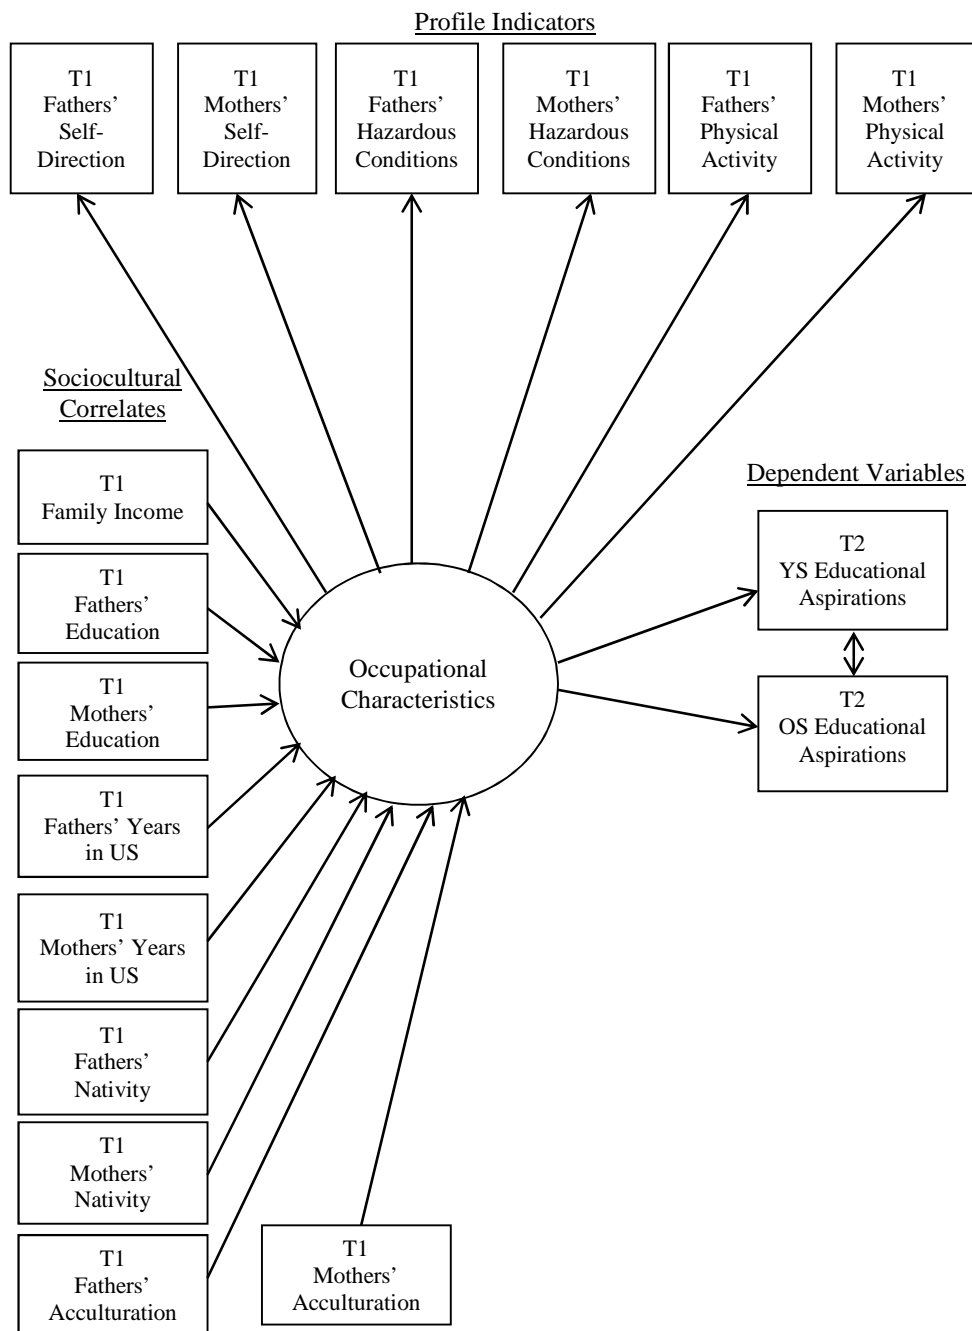 Profile Indicators
T1
Fathers’
Self-
Direction
T1
Mothers’
Self-
Direction
T1
Fathers’
Hazardous
Conditions
T1
Mothers’
Hazardous
Conditions
T1
Fathers’
Physical
Activity
T1
Mothers’
Physical
Activity
Sociocultural
Correlates
T1
Family Income
T1
Fathers’
Education
T1
Mothers’
Education
T1
Fathers’ Years
in US
T1
Mothers’ Years
in US
T1
Fathers’
Nativity
T1
Mothers’
Nativity
T1
Fathers’
Acculturation
T1
Mothers’
Acculturation
Occupational
Characteristics
Dependent Variables
T2
YS Educational
Aspirations
T2
OS Educational
Aspirations